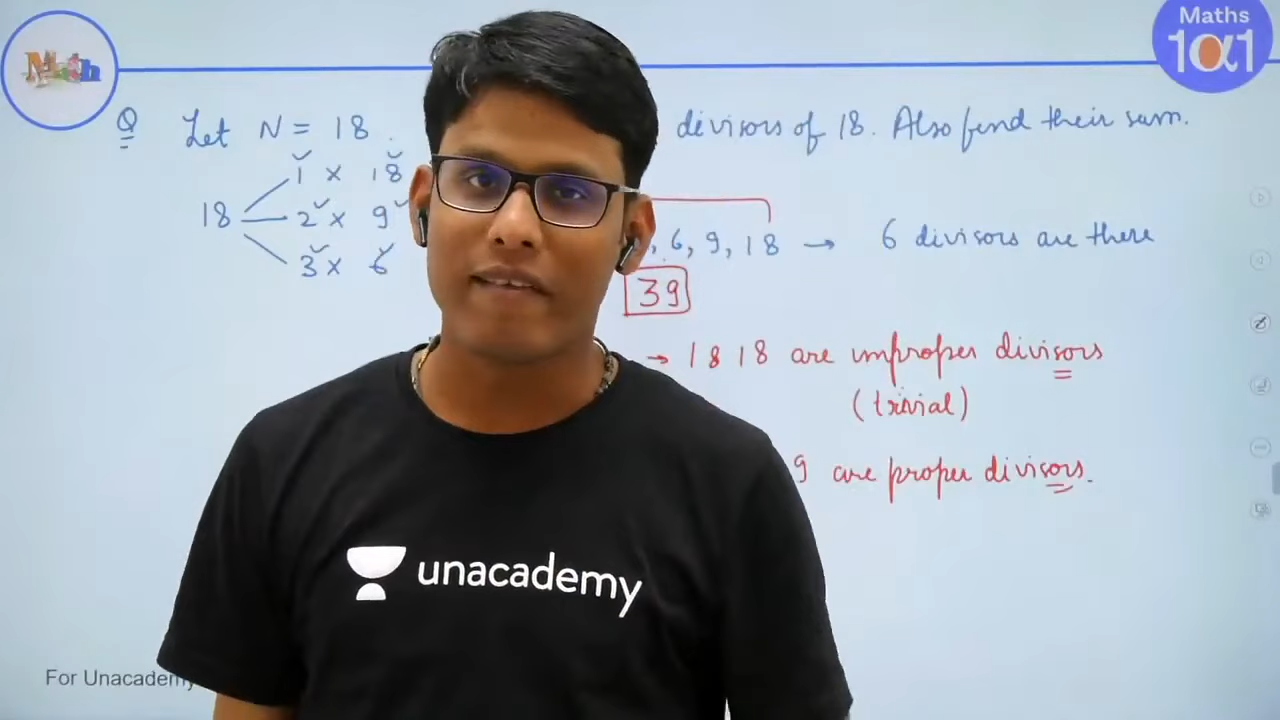 Math
Maths
1α1
Q Let N = 18. divisors of 18. Also find their sum.
1 x 18
18 2 x 9 , 6, 9, 18 → 6 divisors are there
3 x 6
39
→ 1 & 18 are improper divisors
(trivial)
9 are proper divisors.
unacademy
For Unacademy